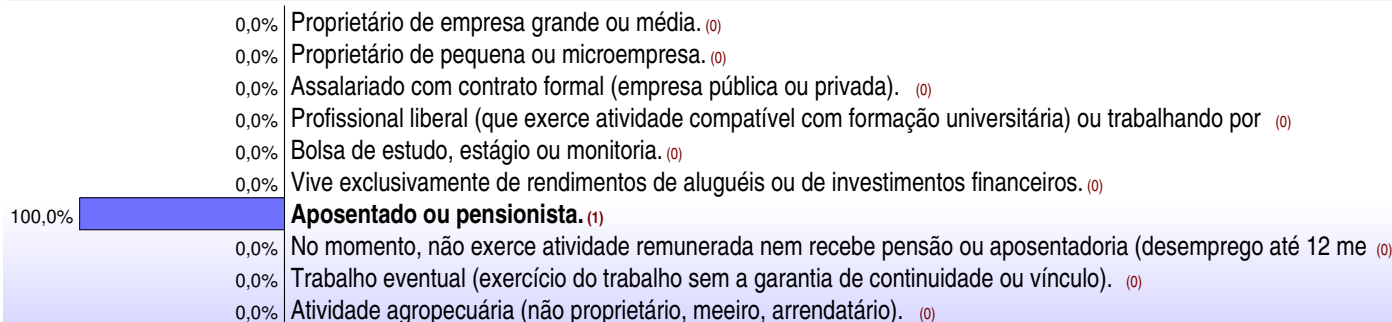 0,0% Proprietário de empresa grande ou média. (0)
0,0% Proprietário de pequena ou microempresa. (0)
0,0% Assalariado com contrato formal (empresa pública ou privada). (0)
0,0% Profissional liberal (que exerce atividade compatível com formação universitária) ou trabalhando por (0)
0,0% Bolsa de estudo, estágio ou monitoria. (0)
0,0% Vive exclusivamente de rendimentos de aluguéis ou de investimentos financeiros. (0)
100,0% Aposentado ou pensionista. (1)
0,0% No momento, não exerce atividade remunerada nem recebe pensão ou aposentadoria (desemprego até 12 me (0)
0,0% Trabalho eventual (exercício do trabalho sem a garantia de continuidade ou vínculo). (0)
0,0% Atividade agropecuária (não proprietário, meeiro, arrendatário). (0)